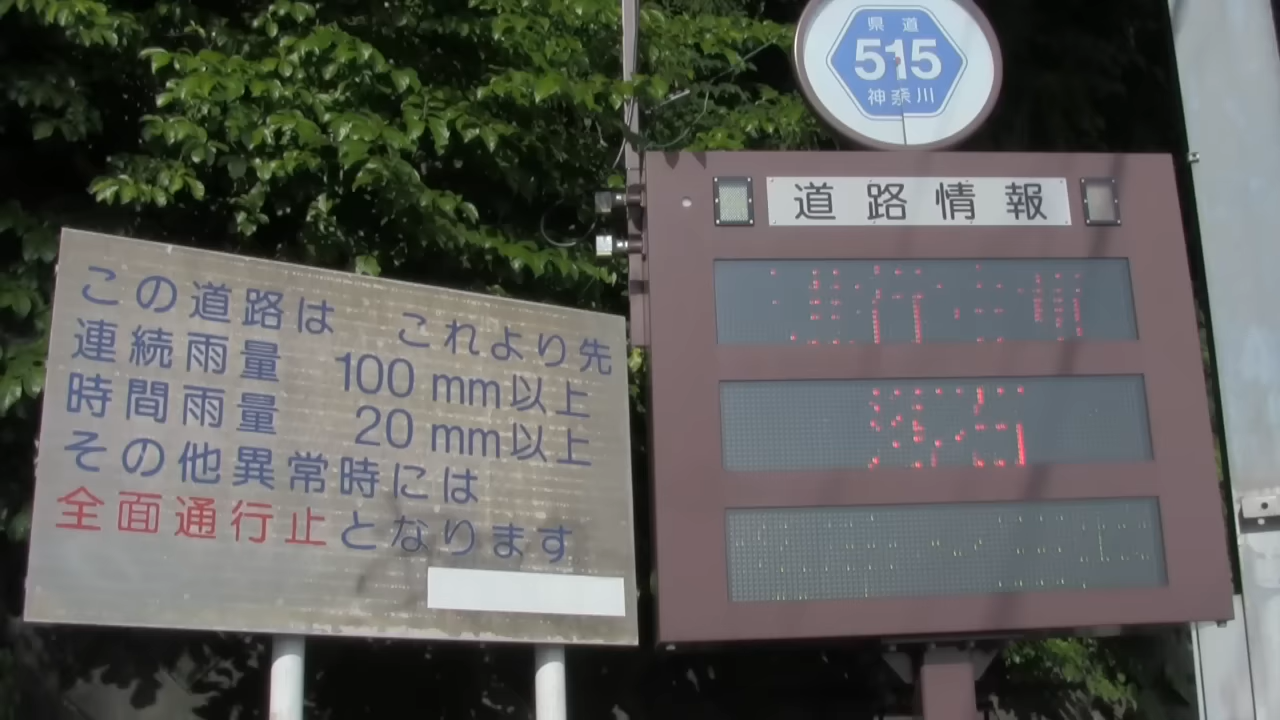 この道路は これより先
連続雨量 100 mm以上
時間雨量 20 mm以上
その他異常時には
全面通行止となります
県道
515
神奈川
道路情報
落石